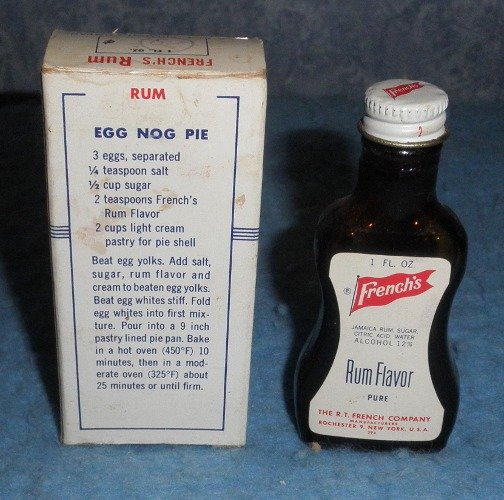 1 FL. OZ.
FRENCH'S Rum
RUM
EGG NOG PIE
3 eggs, separated
¼ teaspoon salt
½ cup sugar
2 teaspoons French's
Rum Flavor
2 cups light cream
pastry for pie shell
Beat egg yolks. Add salt,
sugar, rum flavor and
cream to beaten egg yolks.
Beat egg whites stiff. Fold
egg whites into first mix-
ture. Pour into a 9 inch
pastry lined pie pan. Bake
in a hot oven (450°F) 10
minutes, then in a mod-
erate oven (325°F) about
25 minutes or until firm.
French's
1 FL. OZ.
® French's
JAMAICA RUM, SUGAR,
CITRIC ACID, WATER
ALCOHOL 12%
Rum Flavor
PURE
THE R.T. FRENCH COMPANY
MANUFACTURERS
ROCHESTER 9, NEW YORK, U.S.A.